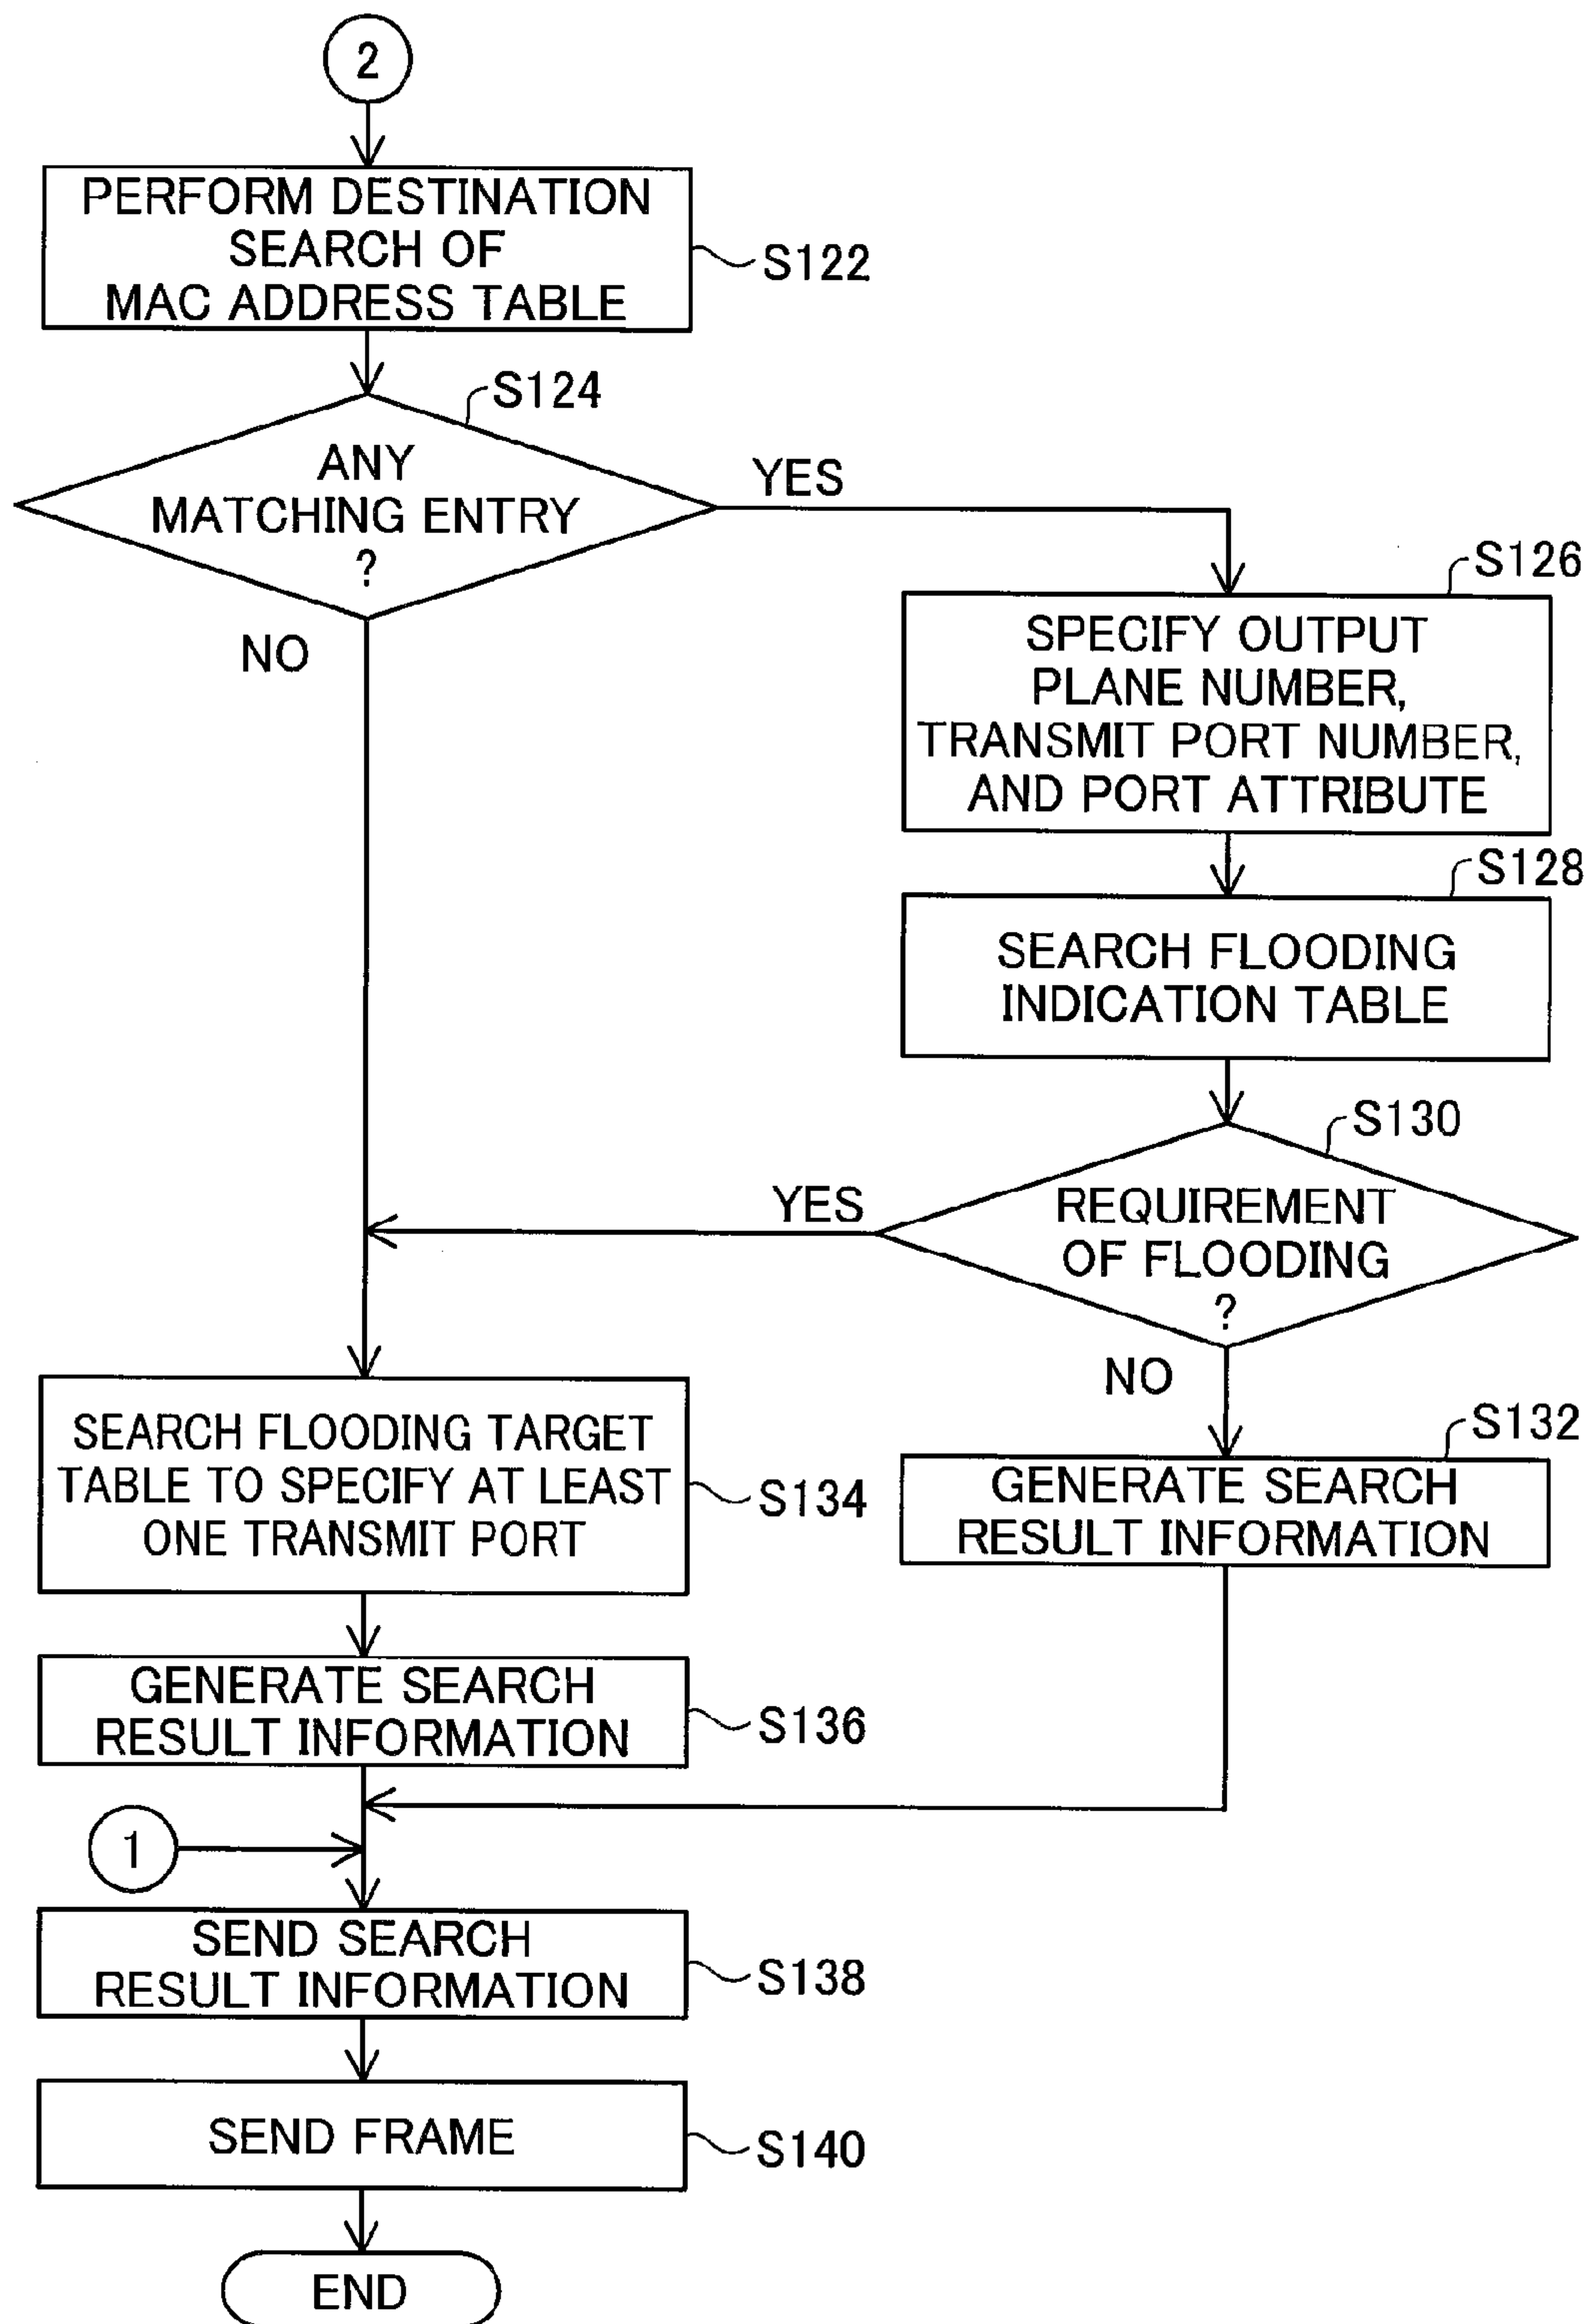 2
PERFORM DESTINATION
SEARCH OF
MAC ADDRESS TABLE
S122
S124
ANY
MATCHING ENTRY
?
YES
NO
S126
SPECIFY OUTPUT
PLANE NUMBER,
TRANSMIT PORT NUMBER,
AND PORT ATTRIBUTE
S128
SEARCH FLOODING
INDICATION TABLE
S130
REQUIREMENT
OF FLOODING
?
YES
NO
S132
GENERATE SEARCH
RESULT INFORMATION
SEARCH FLOODING TARGET
TABLE TO SPECIFY AT LEAST
ONE TRANSMIT PORT
S134
GENERATE SEARCH
RESULT INFORMATION
S136
1
SEND SEARCH
RESULT INFORMATION
S138
SEND FRAME
S140
END